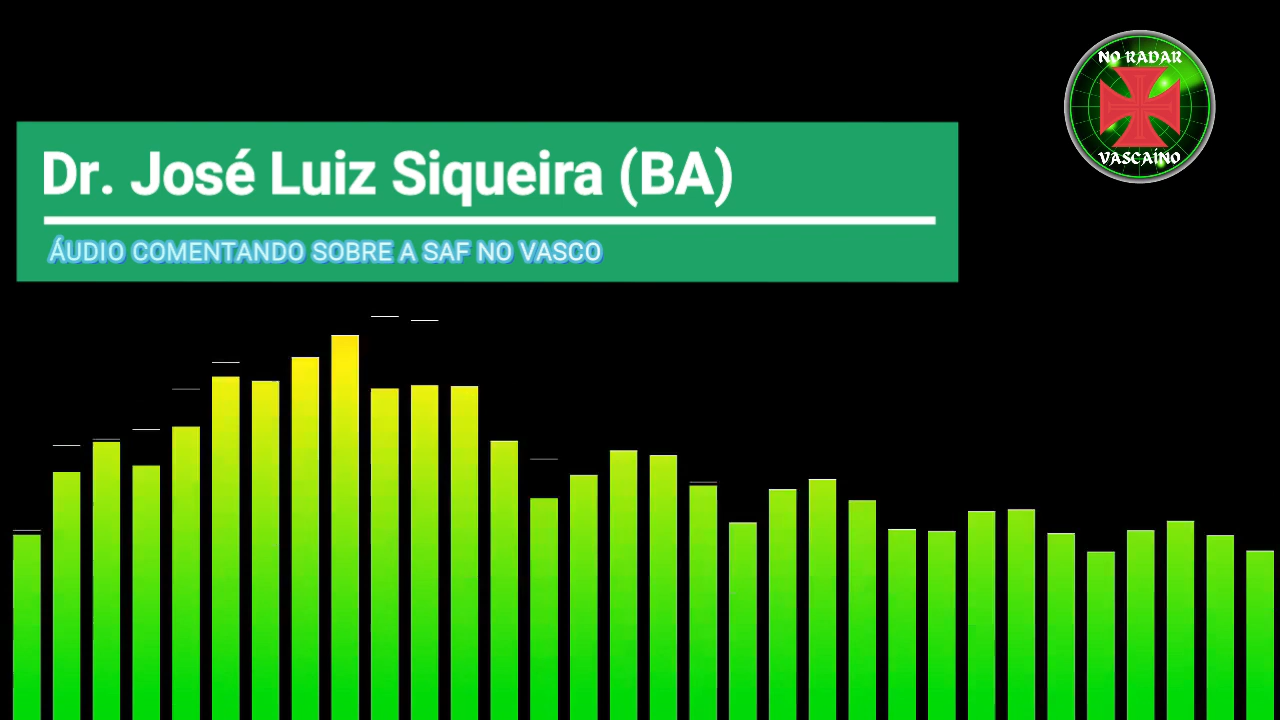 NO RADAR
VASCAÍNO
Dr. José Luiz Siqueira (BA)
ÁUDIO COMENTANDO SOBRE A SAF NO VASCO